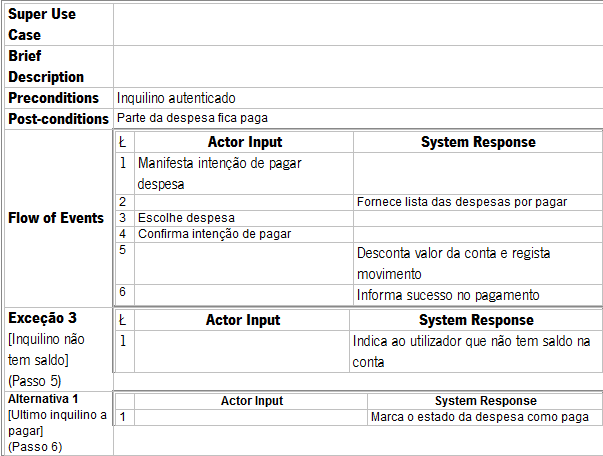 Super Use
Case
Brief
Description
Preconditions Inquilino autenticado
Post-conditions Parte da despesa fica paga
Flow of Events
Ł Actor Input System Response
1 Manifesta intenção de pagar
despesa
2 Fornece lista das despesas por pagar
3 Escolhe despesa
4 Confirma intenção de pagar
5 Desconta valor da conta e regista
movimento
6 Informa sucesso no pagamento
Exceção 3
[Inquilino não
tem saldo]
(Passo 5)
Ł Actor Input System Response
1 Indica ao utilizador que não tem saldo na
conta
Alternativa 1
[Ultimo inquilino a
pagar]
(Passo 6)
Actor Input System Response
1 Marca o estado da despesa como paga